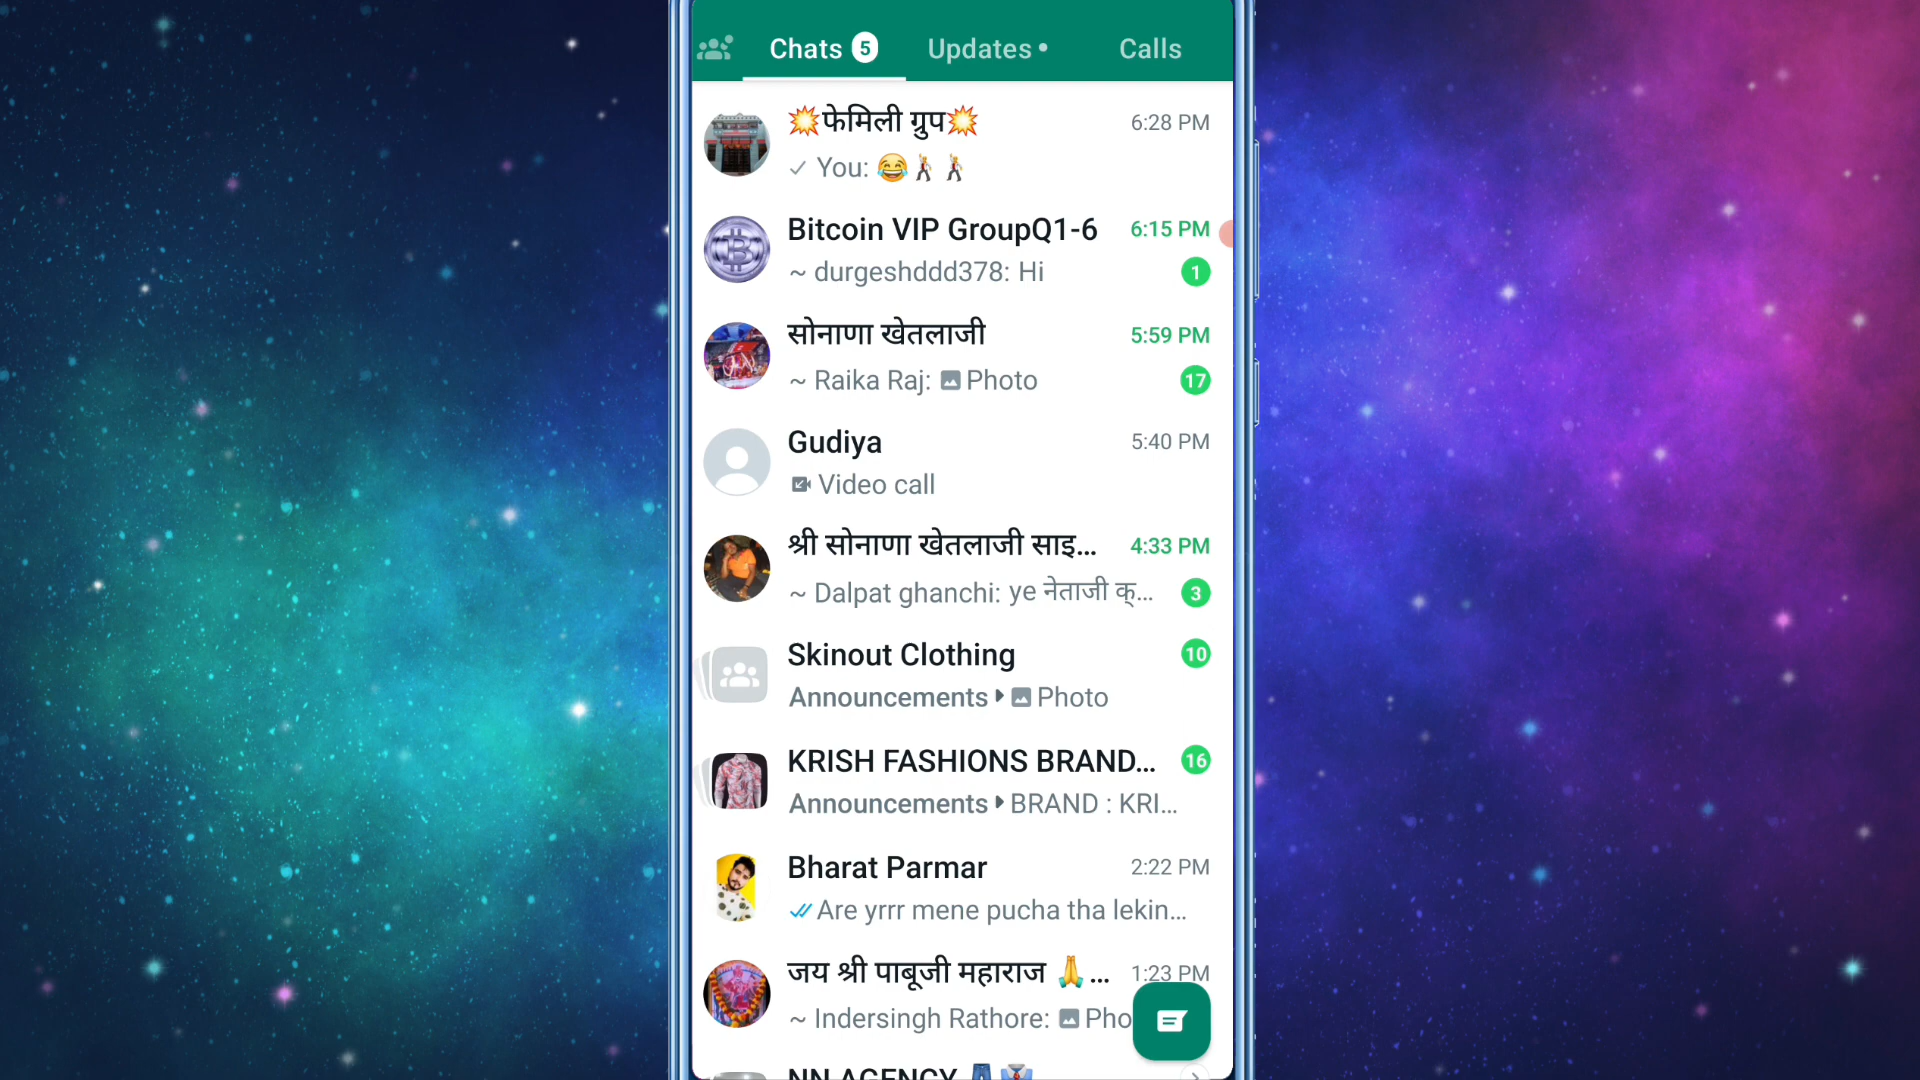 Chats 5 Updates • Calls
💥फेमिली ग्रुप💥 6:28 PM
You: 😂
Bitcoin VIP GroupQ1-6 6:15 PM
~ durgeshddd378: Hi 1
सोनाणा खेतलाजी 5:59 PM
~ Raika Raj: Photo 17
Gudiya 5:40 PM
Video call
श्री सोनाणा खेतलाजी साइ... 4:33 PM
~ Dalpat ghanchi: ye नेताजी क्... 3
Skinout Clothing 10
Announcements Photo
KRISH FASHIONS BRAND... 16
Announcements BRAND : KRI...
Bharat Parmar 2:22 PM
Are yrrr mene pucha tha lekin...
जय श्री पाबूजी महाराज 🙏... 1:23 PM
~ Indersingh Rathore: Pho
NN AGENCY 👖👔